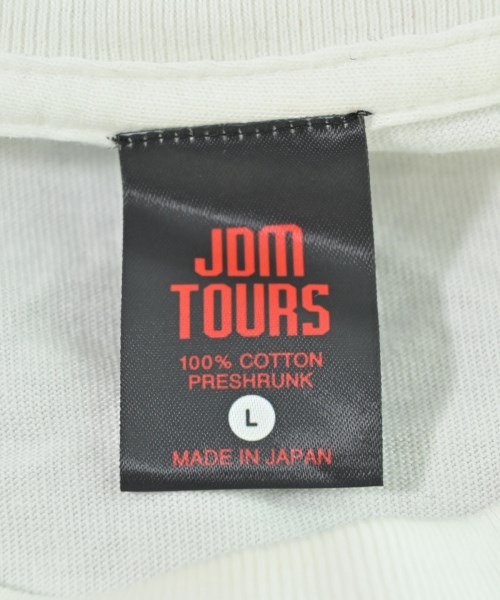 JDM
TOURS
100% COTTON
PRESHRUNK
L
MADE IN JAPAN